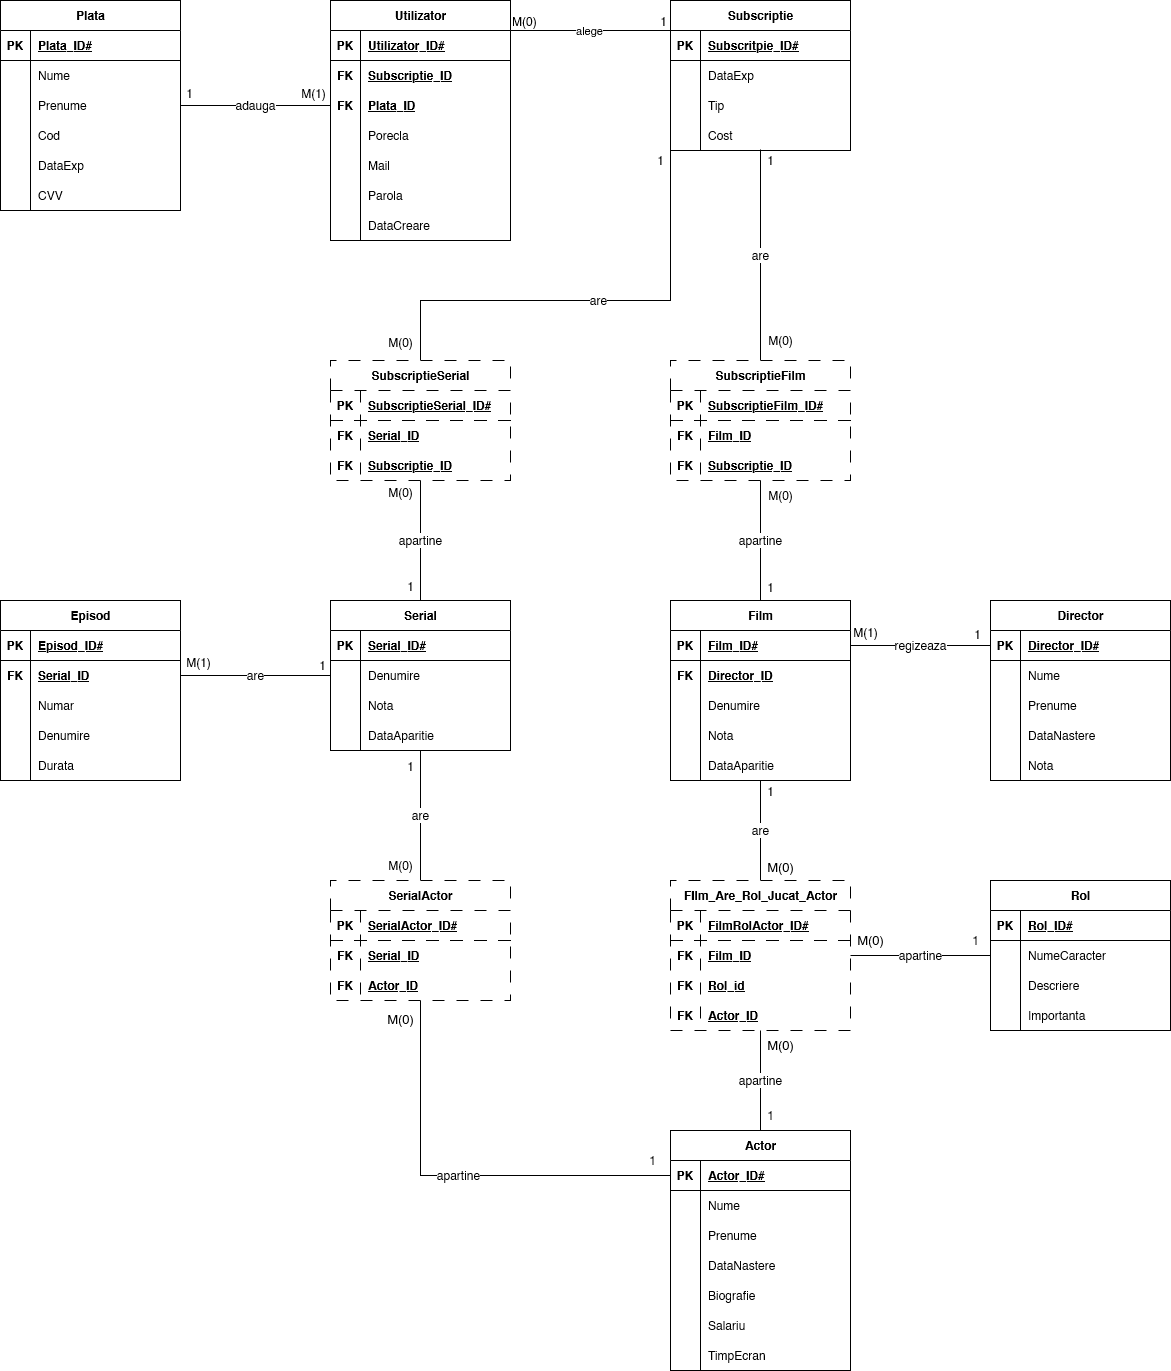 Plata
PK Plata_ID#
Nume
Prenume
Cod
DataExp
CVV
1 adauga M(1)
Utilizator
PK Utilizator_ID#
FK Subscriptie_ID
FK Plata_ID
Porecla
Mail
Parola
DataCreare
M(0) alege 1
Subscriptie
PK Subscritpie_ID#
DataExp
Tip
Cost
1
are
M(0)
1
are
M(0)
SubscriptieSerial
PK SubscriptieSerial_ID#
FK Serial_ID
FK Subscriptie_ID
SubscriptieFilm
PK SubscriptieFilm_ID#
FK Film_ID
FK Subscriptie_ID
M(0)
apartine
1
M(0)
apartine
1
Episod
PK Episod_ID#
FK Serial_ID
Numar
Denumire
Durata
M(1) are 1
Serial
PK Serial_ID#
Denumire
Nota
DataAparitie
Film
PK Film_ID#
FK Director_ID
Denumire
Nota
DataAparitie
M(1) regizeaza 1
Director
PK Director_ID#
Nume
Prenume
DataNastere
Nota
1
are
M(0)
1
are
M(0)
SerialActor
PK SerialActor_ID#
FK Serial_ID
FK Actor_ID
FIlm_Are_Rol_Jucat_Actor
PK FilmRolActor_ID#
FK Film_ID
FK Rol_id
FK Actor_ID
M(0) apartine 1
Rol
PK Rol_ID#
NumeCaracter
Descriere
Importanta
M(0)
apartine
1
M(0)
apartine
1
Actor
PK Actor_ID#
Nume
Prenume
DataNastere
Biografie
Salariu
TimpEcran